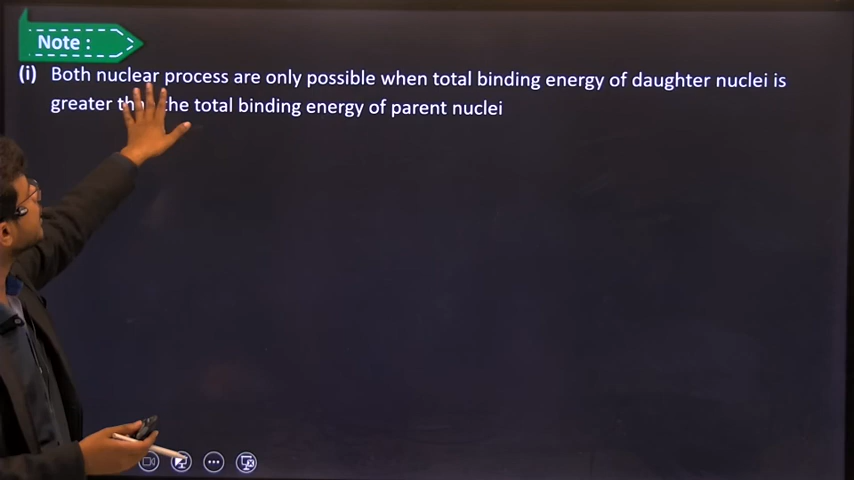 Note :
(i) Both nuclear process are only possible when total binding energy of daughter nuclei is
greater the total binding energy of parent nuclei